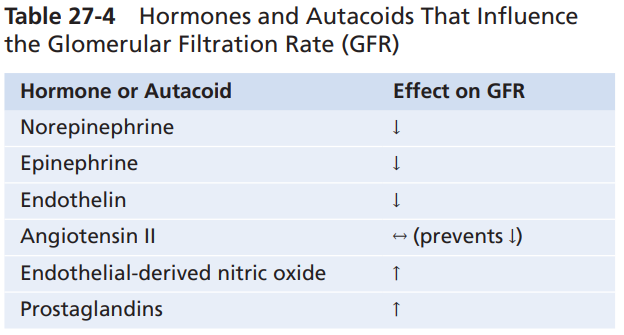 Table 27-4 Hormones and Autacoids That Influence
the Glomerular Filtration Rate (GFR)
Hormone or Autacoid Effect on GFR
Norepinephrine ↓
Epinephrine ↓
Endothelin ↓
Angiotensin II ↔ (prevents ↓)
Endothelial-derived nitric oxide ↑
Prostaglandins ↑